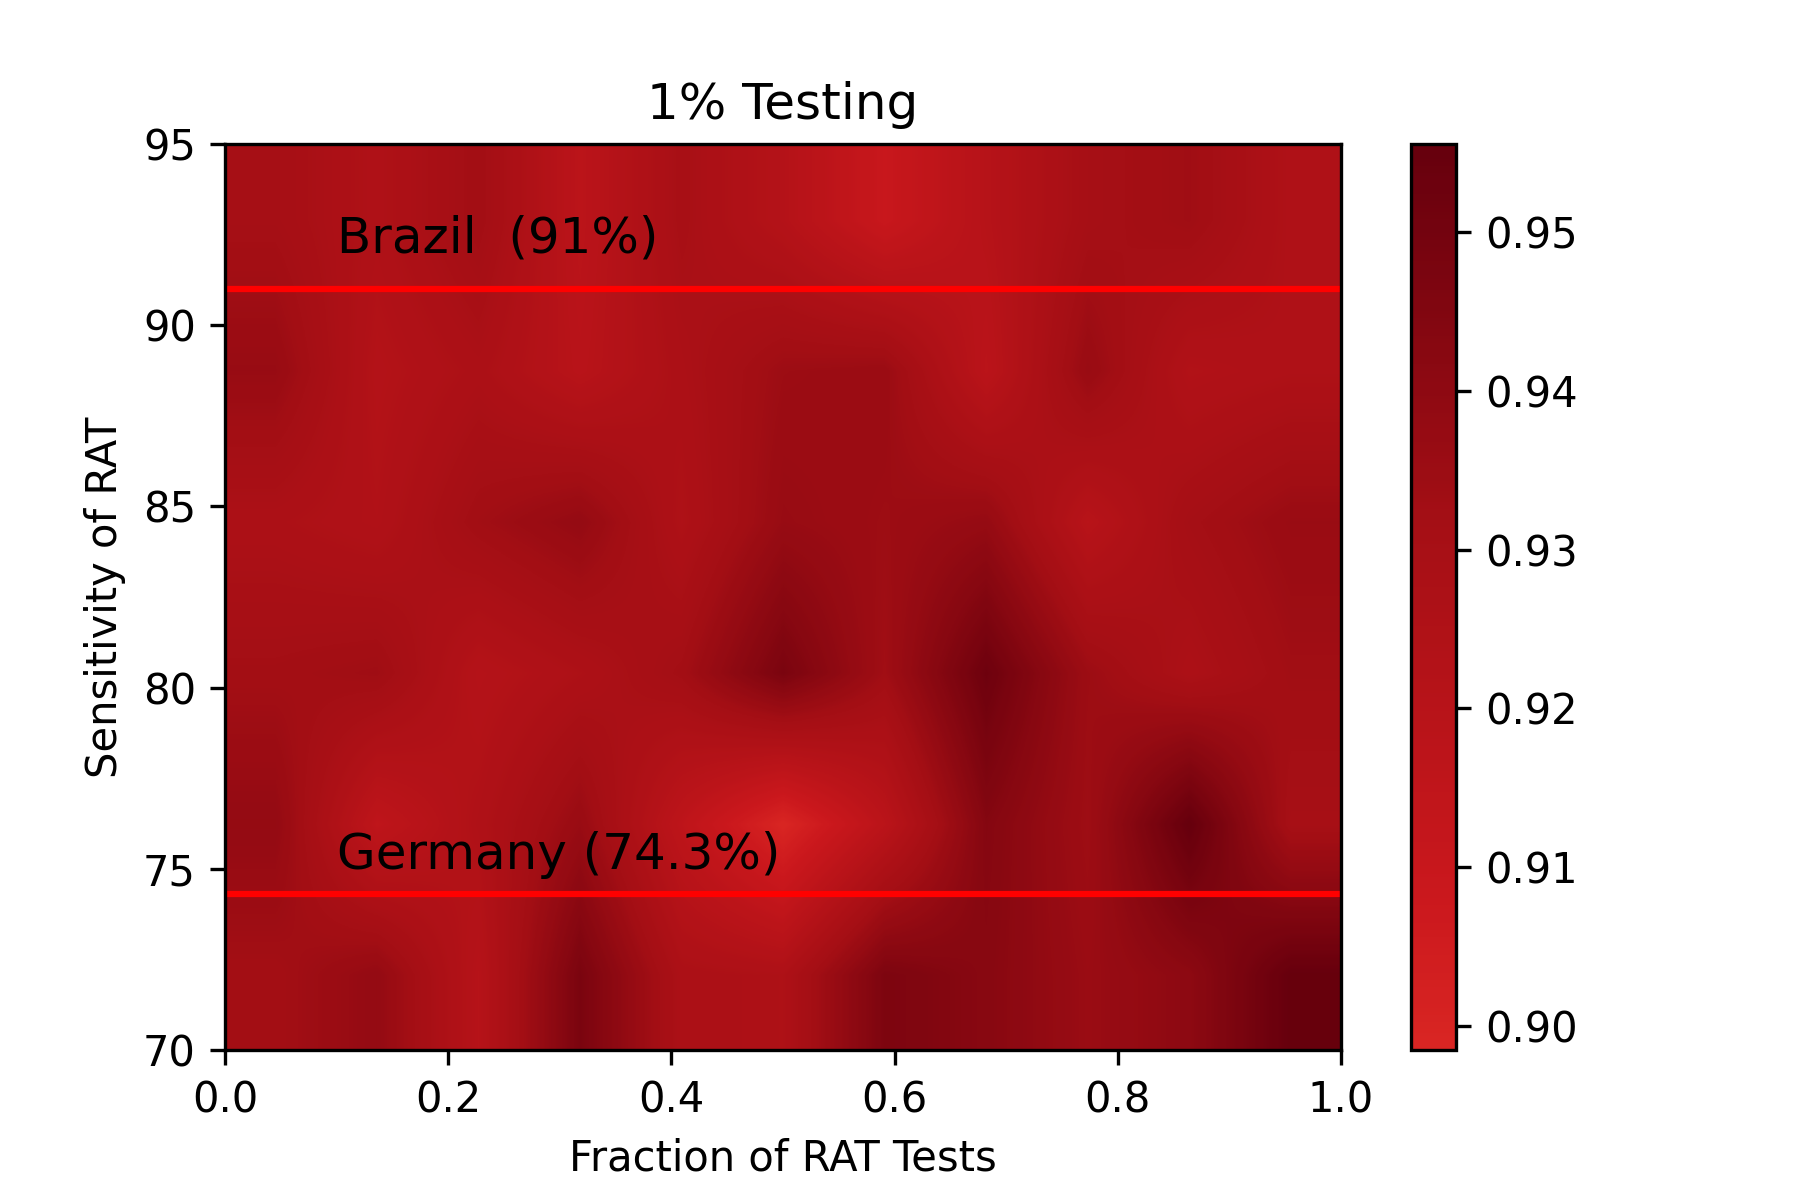 1% Testing
95
90
85
80
75
70
Sensitivity of RAT
Brazil  (91%)
Germany (74.3%)
0.0 0.2 0.4 0.6 0.8 1.0
Fraction of RAT Tests
0.95
0.94
0.93
0.92
0.91
0.90